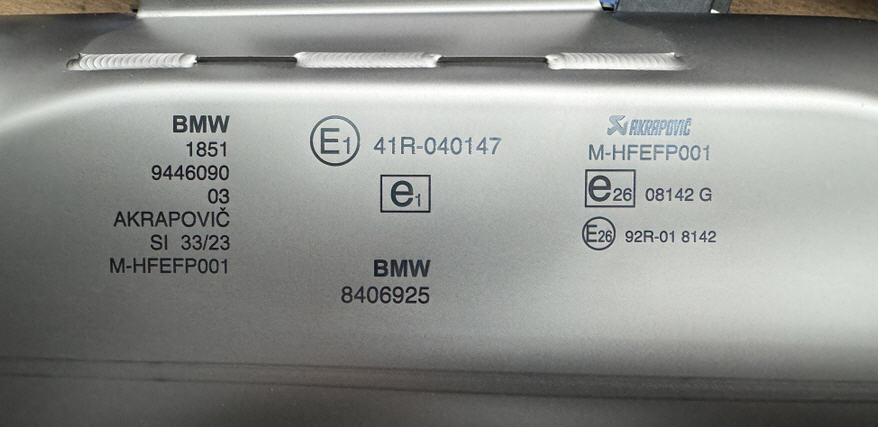 BMW
1851
9446090
03
AKRAPOVIČ
SI 33/23
M-HFEFP001
E1 41R-040147
e1
BMW
8406925
AKRAPOVIČ
M-HFEFP001
e26 08142 G
E26 92R-01 8142